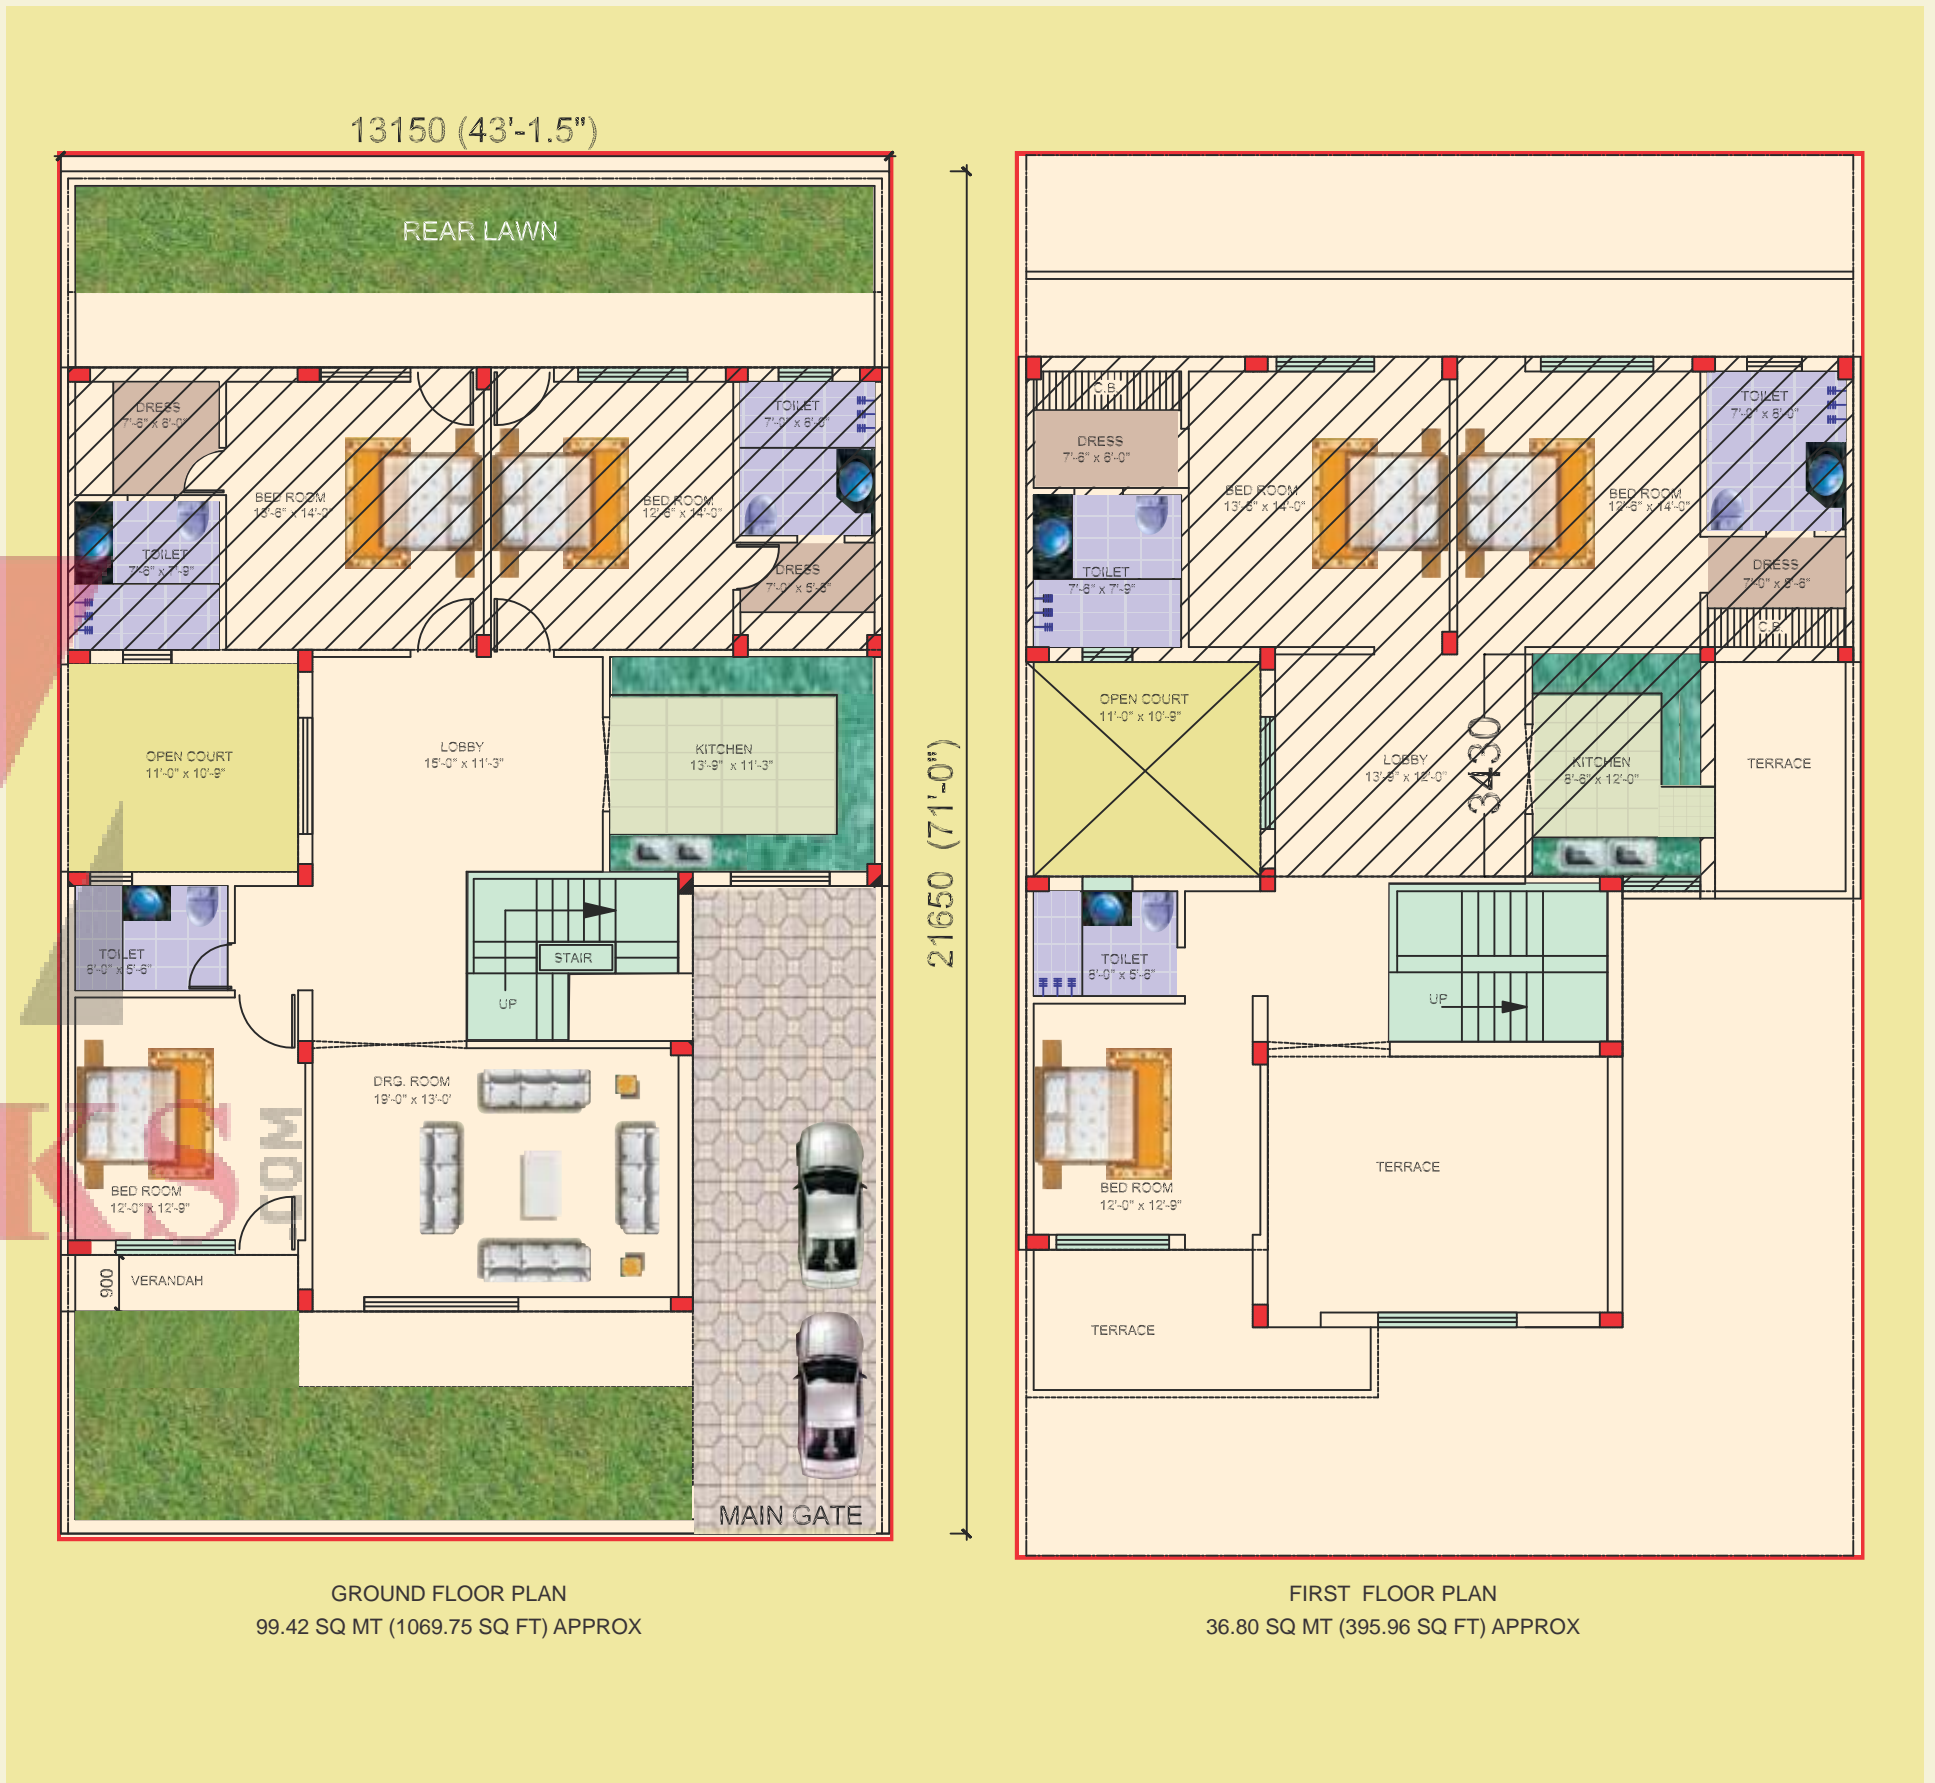 13150 (43'-1.5")
REAR LAWN
DRESS
7'-6" x 6'-0"
TOILET
7'-0" x 8'-0"
BED ROOM
13'-6" x 14'-0"
BED ROOM
12'-6" x 14'-0"
TOILET
7'-6" x 7'-9"
DRESS
7'-0" x 5'-6"
OPEN COURT
11'-0" x 10'-9"
LOBBY
15'-0" x 11'-3"
KITCHEN
13'-9" x 11'-3"
TOILET
8'-0" x 5'-6"
STAIR
UP
DRG. ROOM
19'-0" x 13'-0'
BED ROOM
12'-0" x 12'-9"
900
VERANDAH
MAIN GATE
KS
.COM
GROUND FLOOR PLAN
99.42 SQ MT (1069.75 SQ FT) APPROX
21650 (71'-0")
C.B.
DRESS
7'-6" x 6'-0"
TOILET
7'-0" x 8'-0"
BED ROOM
13'-6" x 14'-0"
BED ROOM
12'-6" x 14'-0"
TOILET
7'-6" x 7'-9"
DRESS
C.B.
OPEN COURT
11'-0" x 10'-9"
LOBBY
13'-9" x 12'-0"
3430
KITCHEN
8'-6" x 12'-0"
TERRACE
TOILET
8'-0" x 5'-6"
UP
BED ROOM
12'-0" x 12'-9"
TERRACE
TERRACE
FIRST FLOOR PLAN
36.80 SQ MT (395.96 SQ FT) APPROX